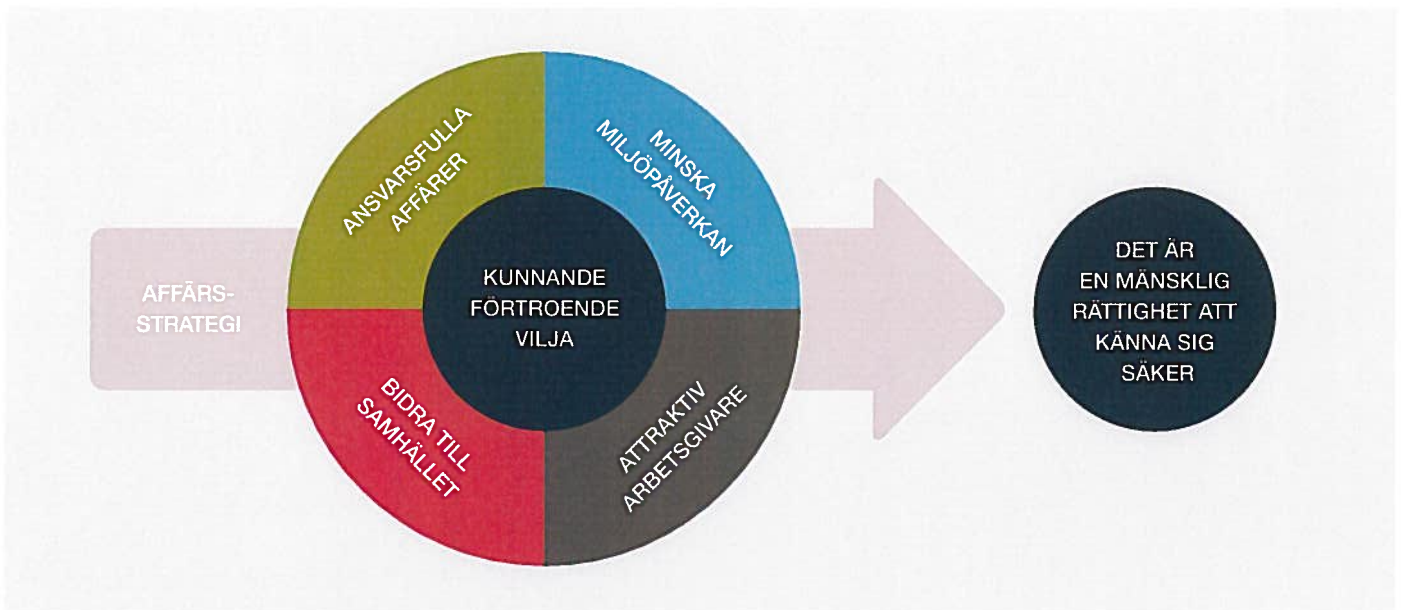 AFFÄRS-
STRATEGI
ANSVARSFULLA
AFFÄRER
MINSKA
MILJÖPÅVERKAN
KUNNANDE
FÖRTROENDE
VILJA
BIDRA TILL
SAMHÄLLET
ATTRAKTIV
ARBETSGIVARE
DET ÄR
EN MÄNSKLIG
RÄTTIGHET ATT
KÄNNA SIG
SÄKER